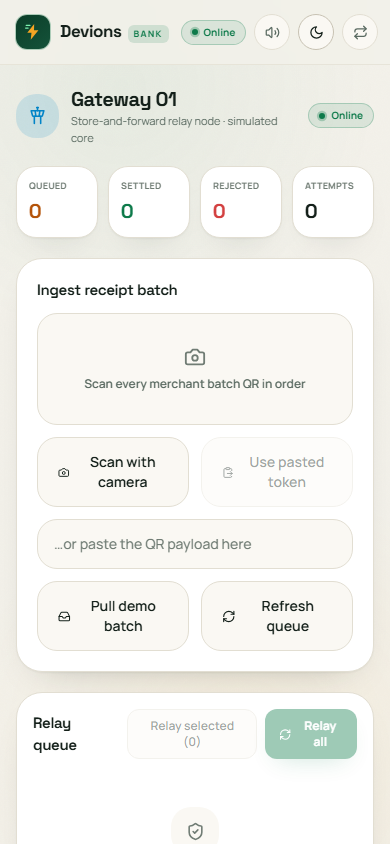 Devions BANK Online
Gateway 01
Store-and-forward relay node · simulated
core
Online
QUEUED
0
SETTLED
0
REJECTED
0
ATTEMPTS
0
Ingest receipt batch
Scan every merchant batch QR in order
Scan with
camera
Use pasted
token
...or paste the QR payload here
Pull demo
batch
Refresh
queue
Relay
queue
Relay selected
(0)
Relay
all